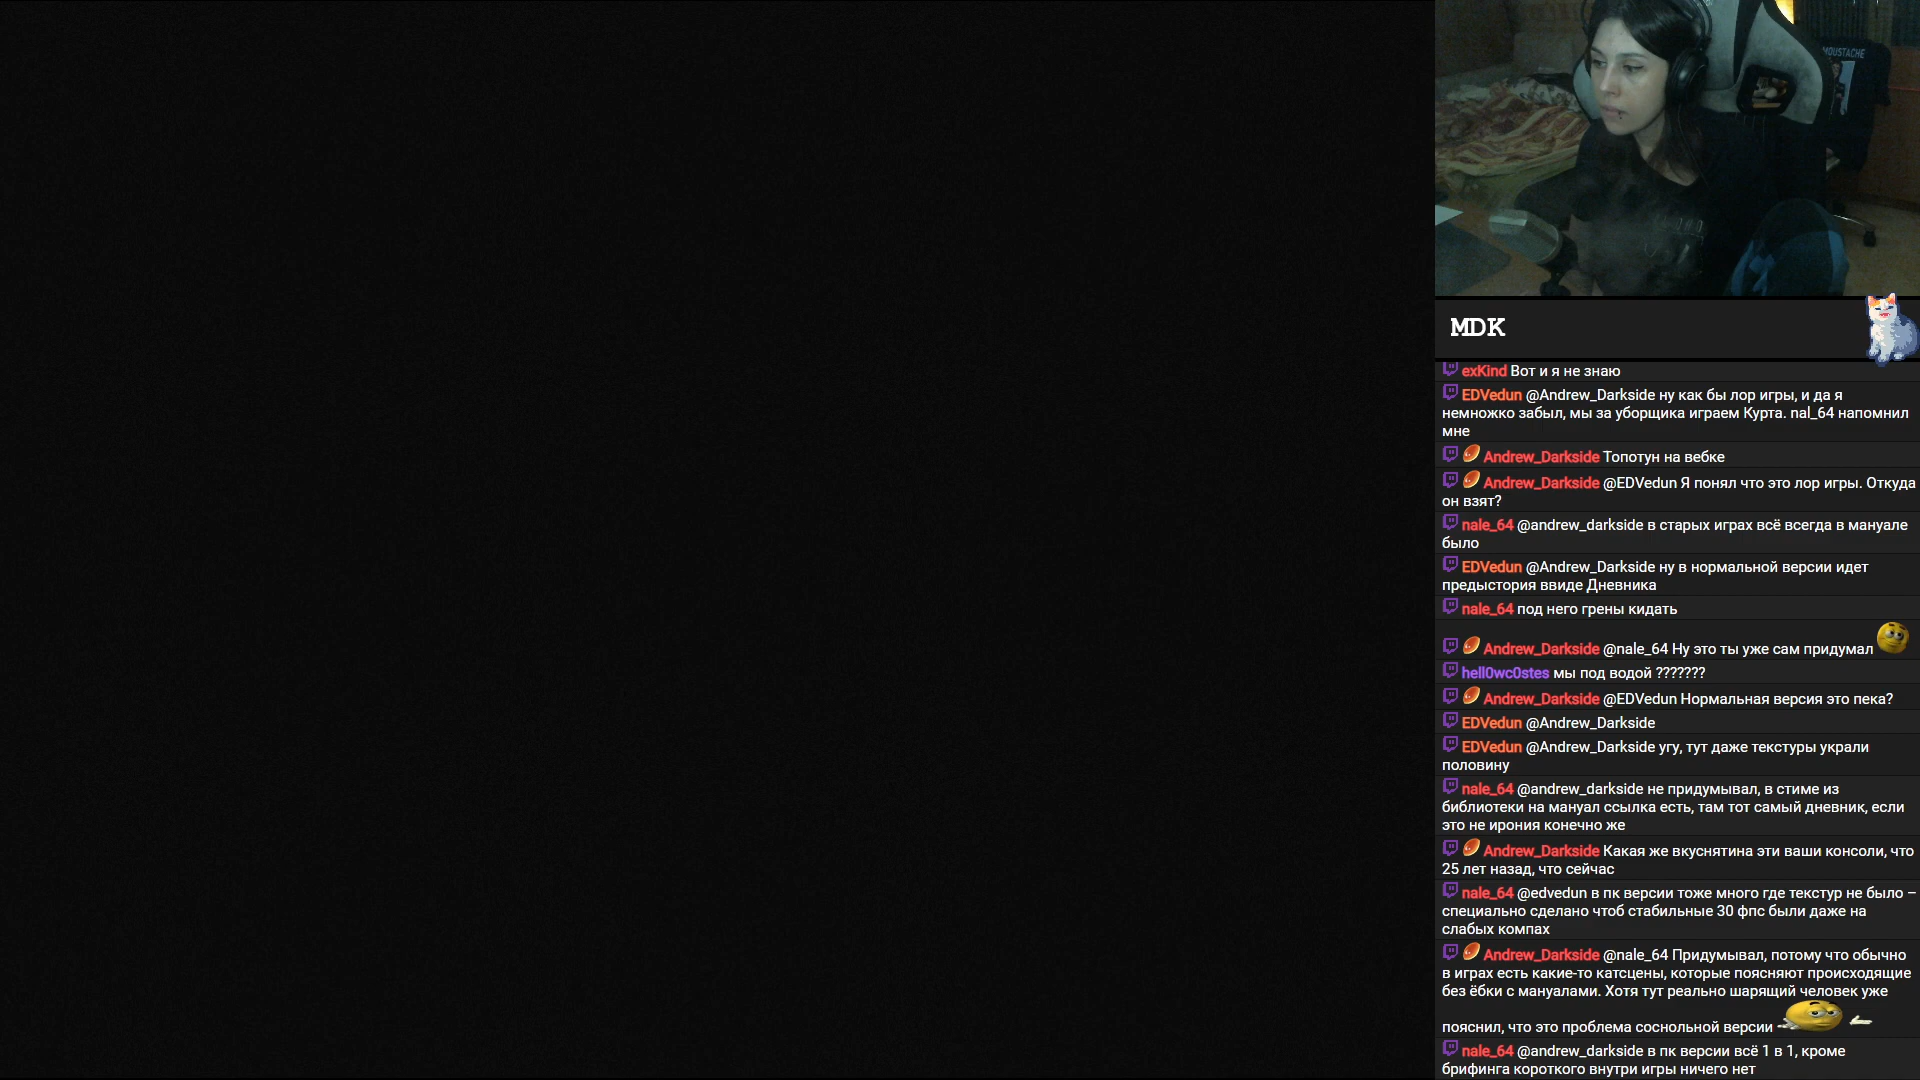 MOUSTACHE
MDK
exKind Вот и я не знаю
EDVedun @Andrew_Darkside ну как бы лор игры, и да я
немножко забыл, мы за уборщика играем Курта. nal_64 напомнил
мне
Andrew_Darkside Топотун на вебке
Andrew_Darkside @EDVedun Я понял что это лор игры. Откуда
он взят?
nale_64 @andrew_darkside в старых играх всё всегда в мануале
было
EDVedun @Andrew_Darkside ну в нормальной версии идет
предыстория ввиде Дневника
nale_64 под него грены кидать
Andrew_Darkside @nale_64 Ну это ты уже сам придумал
hell0wc0stes мы под водой ???????
Andrew_Darkside @EDVedun Нормальная версия это пека?
EDVedun @Andrew_Darkside
EDVedun @Andrew_Darkside угу, тут даже текстуры украли
половину
nale_64 @andrew_darkside не придумывал, в стиме из
библиотеки на мануал ссылка есть, там тот самый дневник, если
это не ирония конечно же
Andrew_Darkside Какая же вкуснятина эти ваши консоли, что
25 лет назад, что сейчас
nale_64 @edvedun в пк версии тоже много где текстур не было –
специально сделано чтоб стабильные 30 фпс были даже на
слабых компах
Andrew_Darkside @nale_64 Придумывал, потому что обычно
в играх есть какие-то катсцены, которые поясняют происходящие
без ёбки с мануалами. Хотя тут реально шарящий человек уже
пояснил, что это проблема соснольной версии
nale_64 @andrew_darkside в пк версии всё 1 в 1, кроме
брифинга короткого внутри игры ничего нет